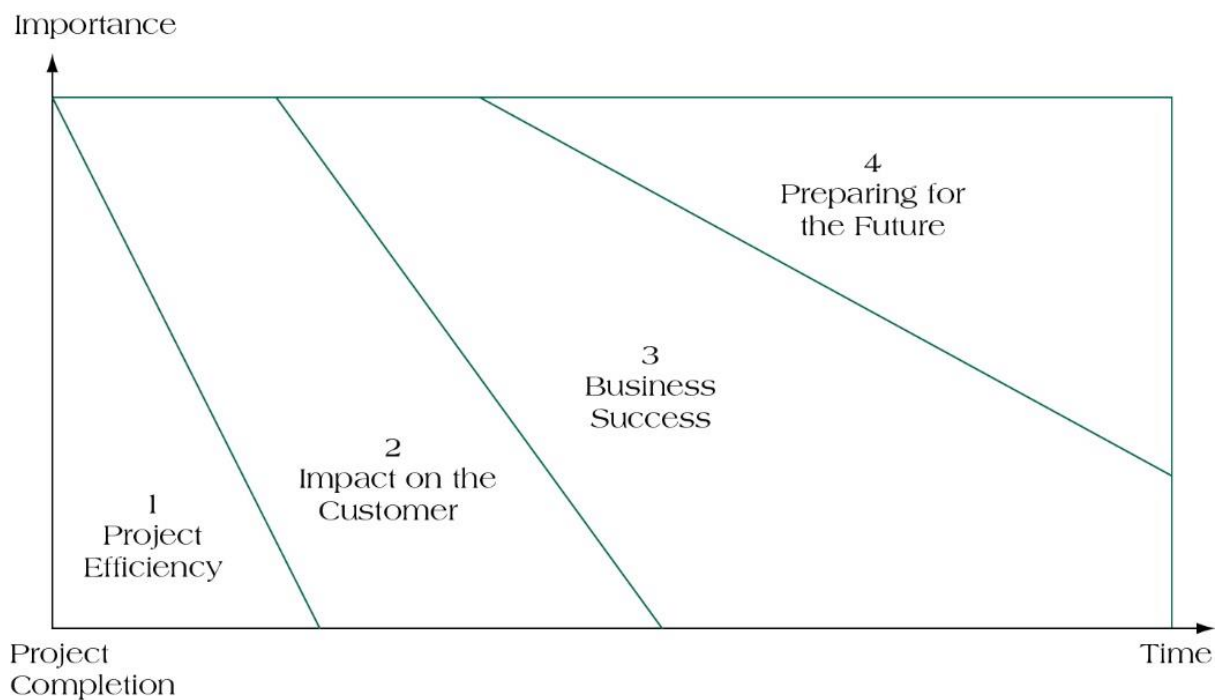 Importance
4
Preparing for
the Future
3
Business
Success
2
Impact on the
Customer
1
Project
Efficiency
Project
Completion
Time